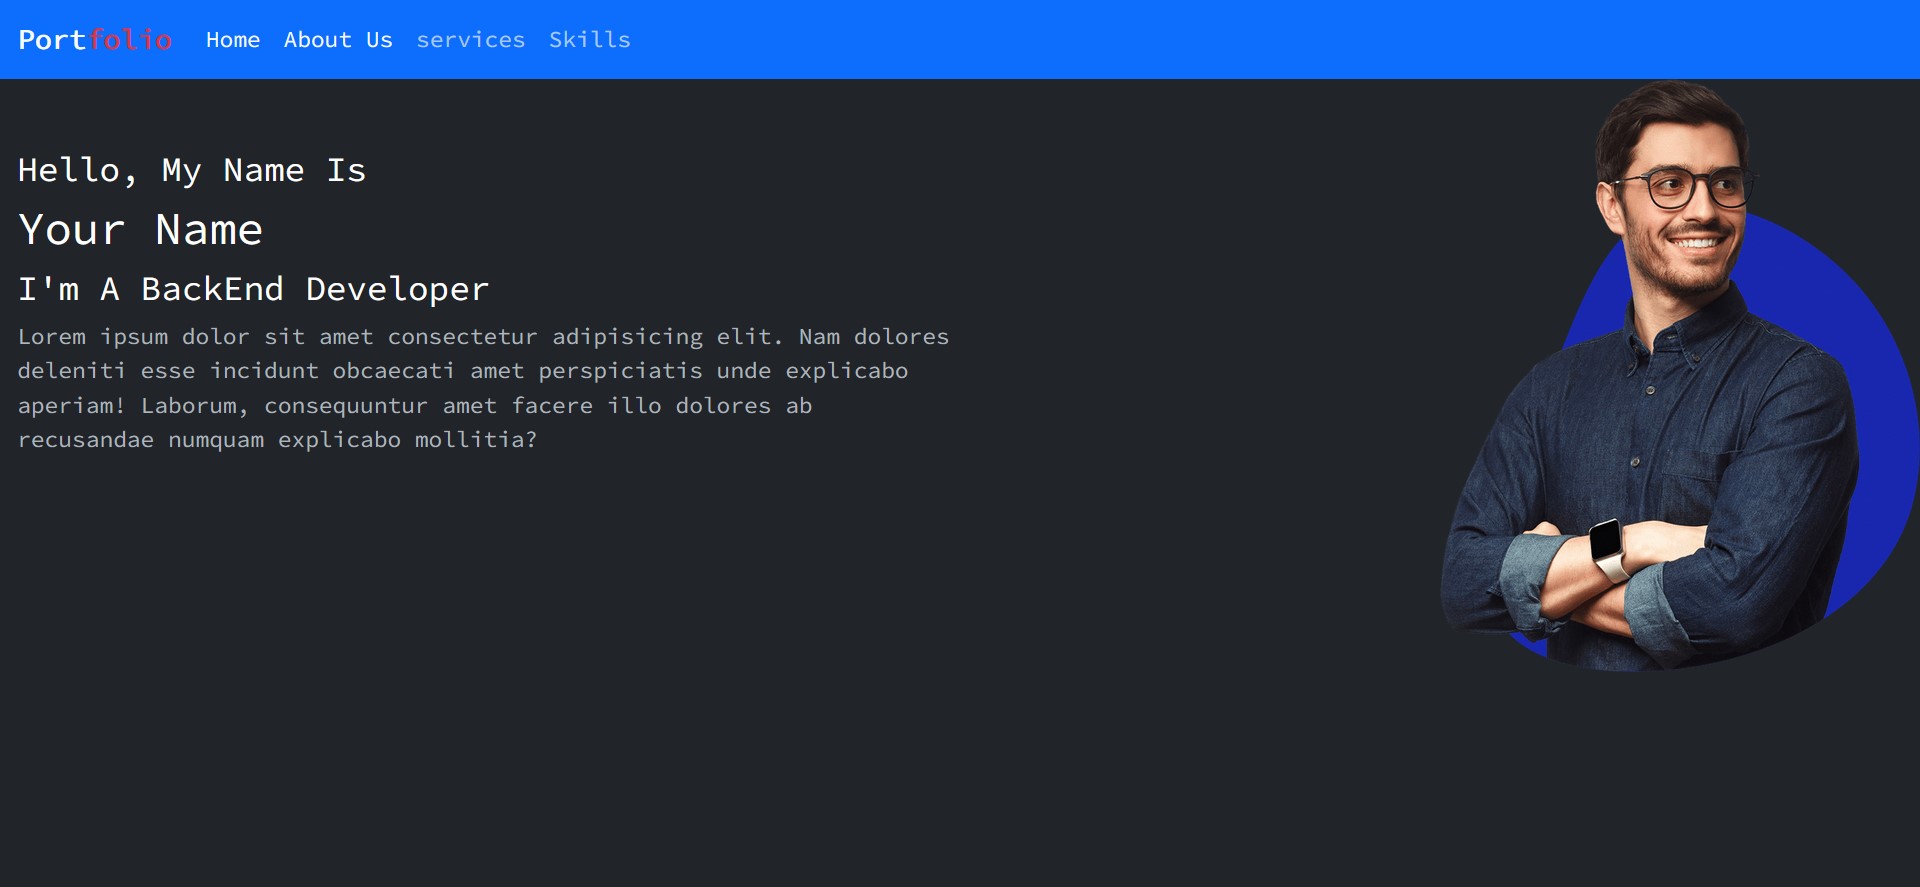 Portfolio Home About Us services Skills
Hello, My Name Is
Your Name
I'm A BackEnd Developer
Lorem ipsum dolor sit amet consectetur adipisicing elit. Nam dolores
deleniti esse incidunt obcaecati amet perspiciatis unde explicabo
aperiam! Laborum, consequuntur amet facere illo dolores ab
recusandae numquam explicabo mollitia?